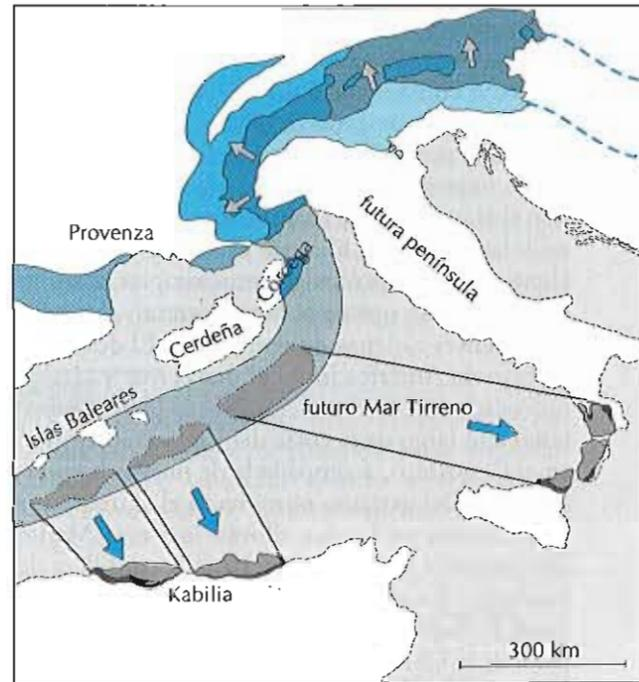 Provenza
Córcega
Cerdeña
futura península
Islas Baleares
futuro Mar Tirreno
Kabilia
300 km